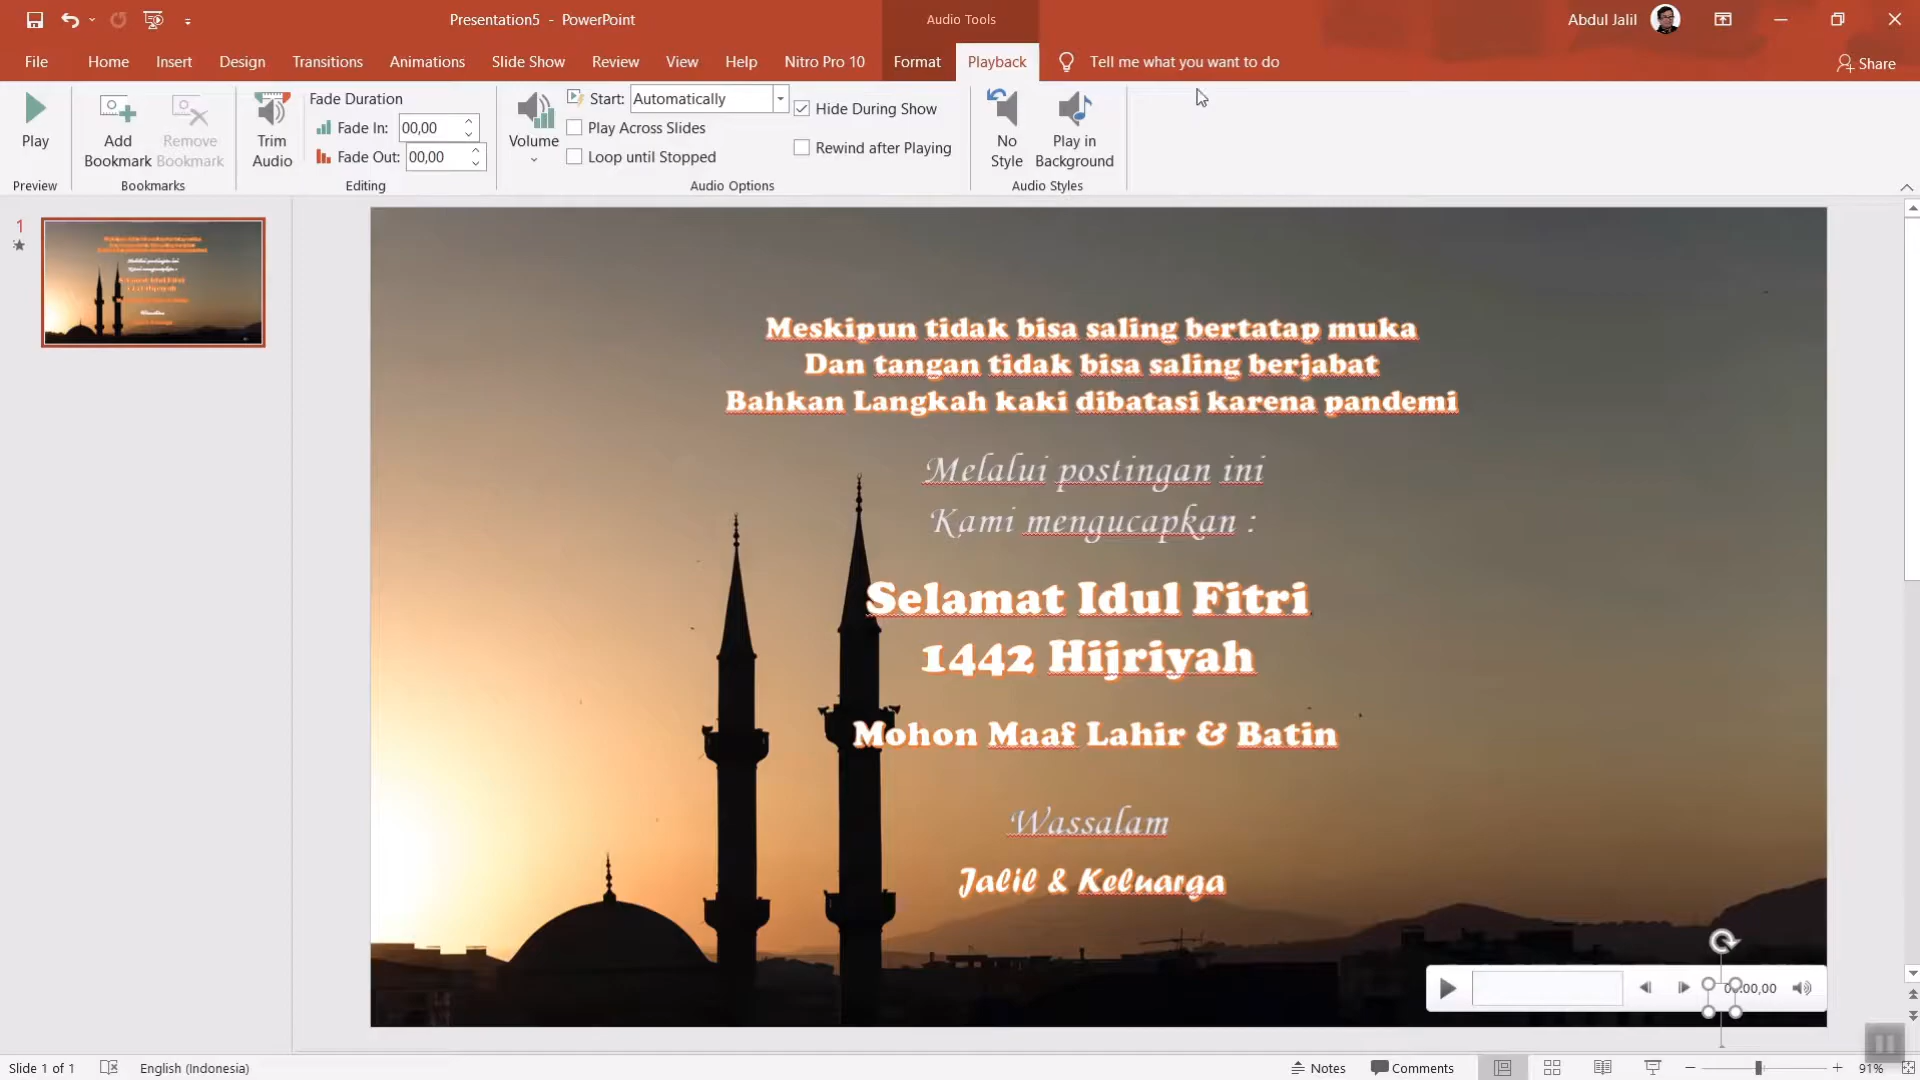 Presentation5 - PowerPoint
Audio Tools
Abdul Jalil
File
Home
Insert
Design
Transitions
Animations
Slide Show
Review
View
Help
Nitro Pro 10
Format
Playback
Tell me what you want to do
Share
Play
Preview
Add
Bookmark
Remove
Bookmark
Bookmarks
Trim
Audio
Fade Duration
Fade In: 00,00
Fade Out: 00,00
Editing
Volume
Start: Automatically
Play Across Slides
Loop until Stopped
Hide During Show
Rewind after Playing
Audio Options
No
Style
Play in
Background
Audio Styles
1
Meskipun tidak bisa saling bertatap muka
Dan tangan tidak bisa saling berjabat
Bahkan Langkah kaki dibatasi karena pandemi
Melalui postingan ini
Kami mengucapkan :
Selamat Idul Fitri
1442 Hijriyah
Mohon Maaf Lahir & Batin
Wassalam
Jalil & Keluarga
Slide 1 of 1
English (Indonesia)
Notes
Comments
91%